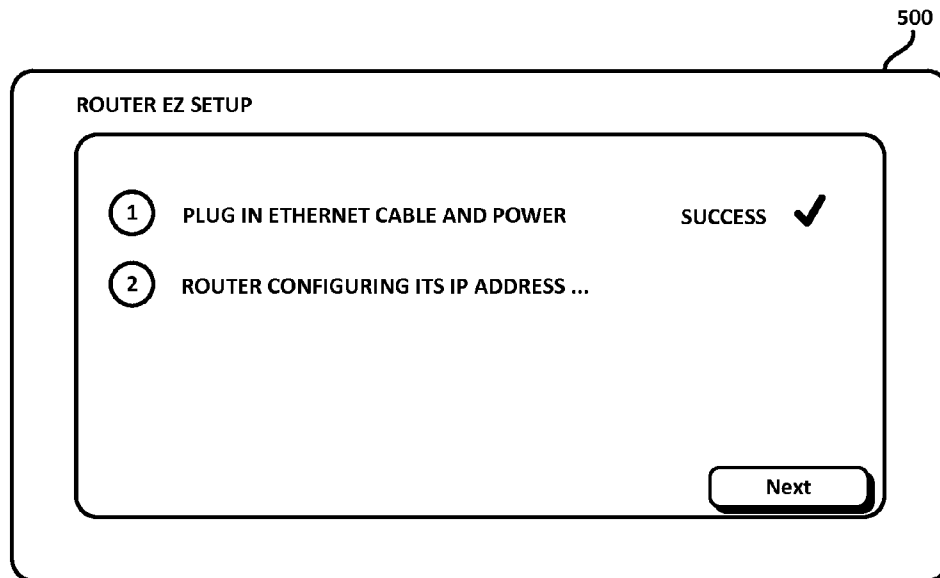 500
ROUTER EZ SETUP
1 PLUG IN ETHERNET CABLE AND POWER SUCCESS
2 ROUTER CONFIGURING ITS IP ADDRESS ...
Next